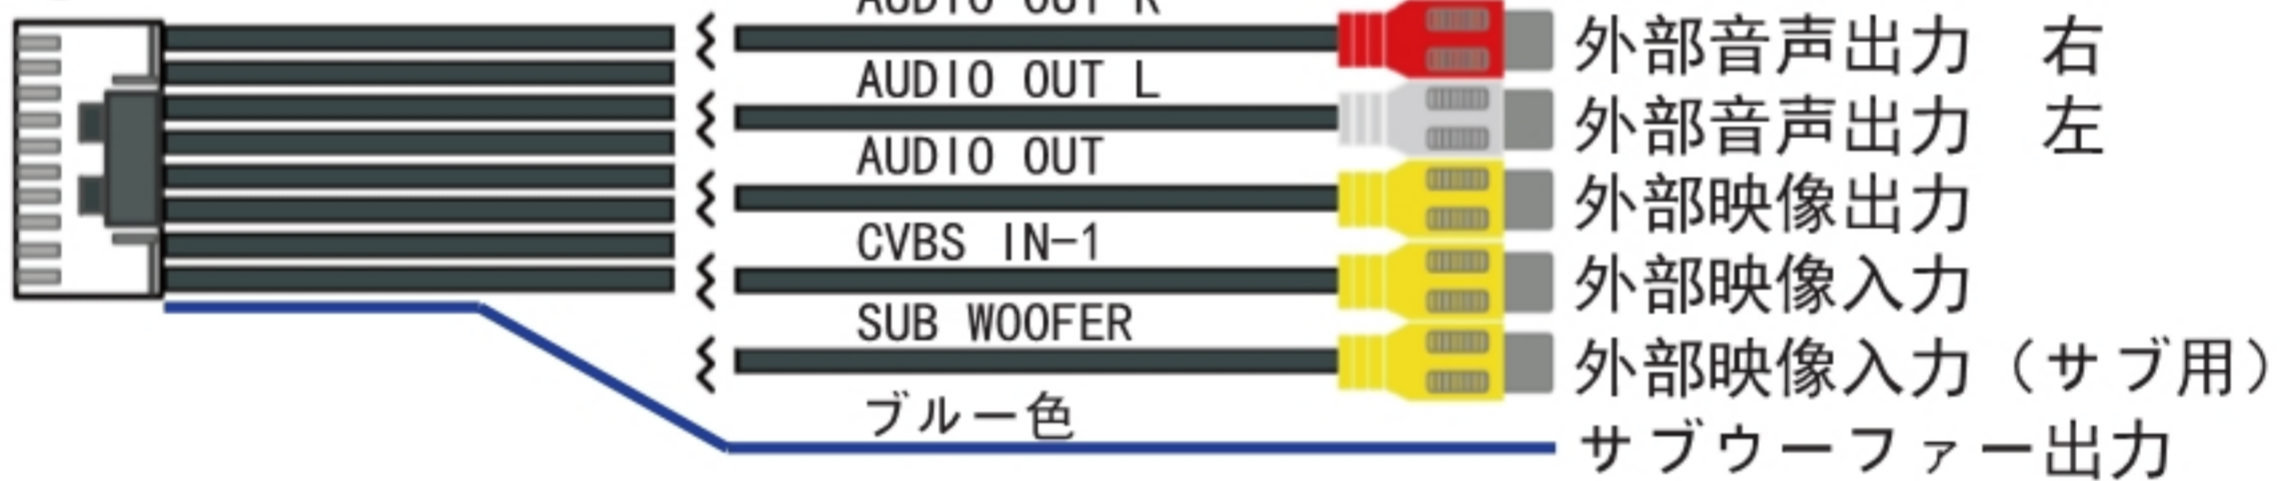 AUDIO OUT R
外部音声出力 右
AUDIO OUT L
外部音声出力 左
AUDIO OUT
外部映像出力
CVBS IN-1
外部映像入力
SUB WOOFER
外部映像入力（サブ用）
ブルー色
サブウーファー出力